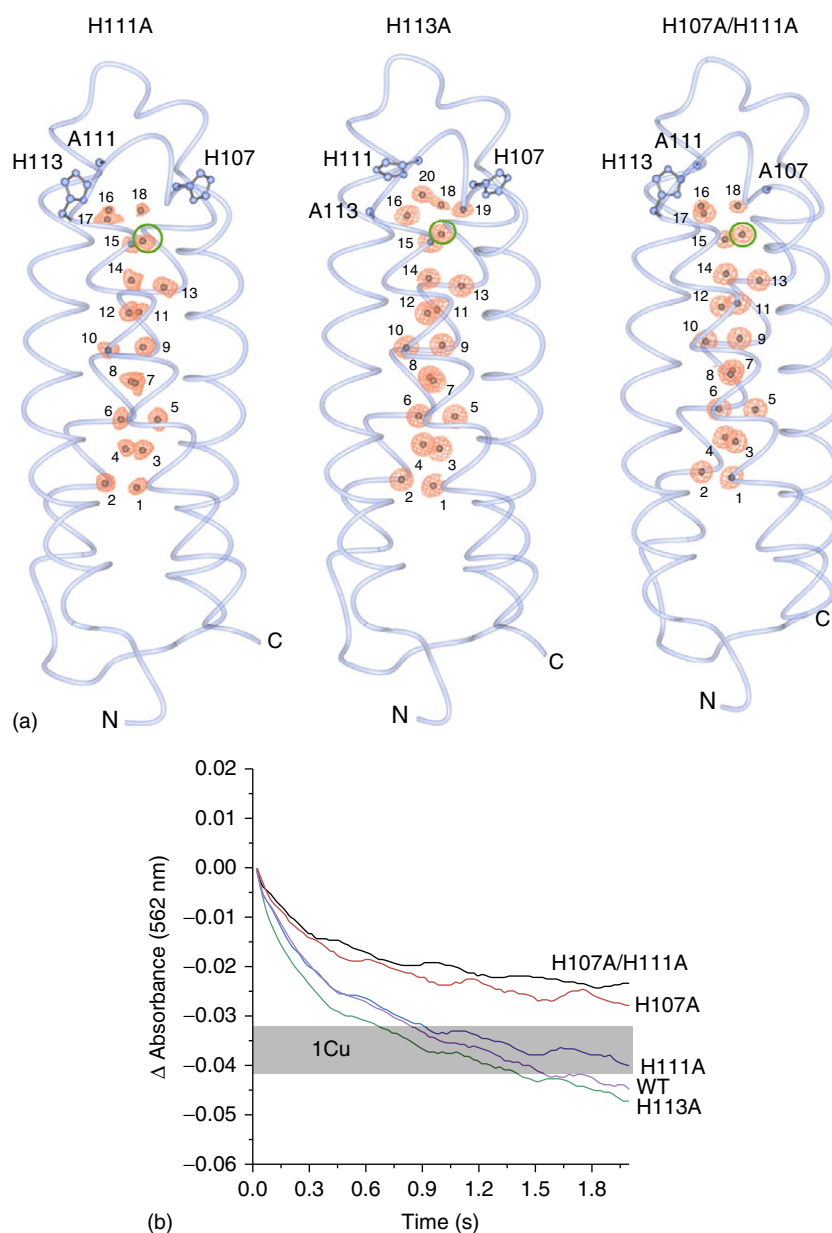 H111A
H113A
H107A/H111A
A111
H113
H107
16
18
17
15
14
13
12
11
10
9
8
7
6
5
4
3
2
1
C
N
H111
H107
A113
20
18
16
19
15
14
13
12
11
10
9
8
7
6
5
4
3
2
1
C
N
A111
H113
A107
16
18
17
15
14
13
12
11
10
9
7
8
6
5
4
3
2
1
C
N
(a)
0.02
0.01
0.00
−0.01
−0.02
−0.03
−0.04
−0.05
−0.06
Δ Absorbance (562 nm)
H107A/H111A
H107A
1Cu
H111A
WT
H113A
0.0
0.3
0.6
0.9
1.2
1.5
1.8
Time (s)
(b)